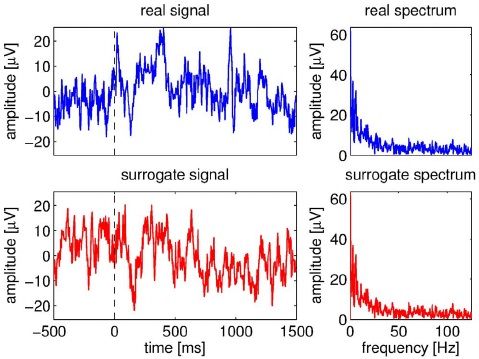 real signal
real spectrum
amplitude [µV]
20
10
0
−10
−20
60
40
20
0
surrogate signal
surrogate spectrum
amplitude [µV]
20
10
0
−10
−20
−500
0
500
1000
1500
time [ms]
amplitude [µV]
60
40
20
0
0
50
100
frequency [Hz]